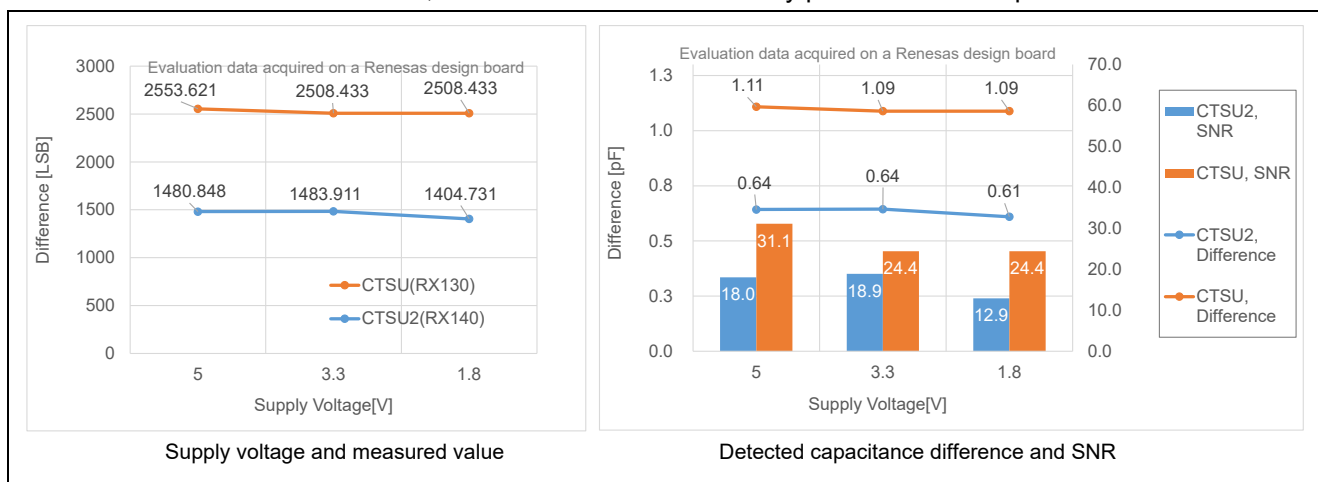 Evaluation data acquired on a Renesas design board
3000
2500
2000
1500
1000
500
0
Difference [LSB]
2553.621
2508.433
2508.433
1480.848
1483.911
1404.731
CTSU(RX130)
CTSU2(RX140)
5
3.3
1.8
Supply Voltage[V]
Supply voltage and measured value
Evaluation data acquired on a Renesas design board
1.3
1.0
0.8
0.5
0.3
0.0
Difference [pF]
1.11
1.09
1.09
0.64
0.64
0.61
18.0
31.1
18.9
24.4
12.9
24.4
70.0
60.0
50.0
40.0
30.0
20.0
10.0
0.0
5
3.3
1.8
Supply Voltage[V]
CTSU2,
SNR
CTSU, SNR
CTSU2,
Difference
CTSU,
Difference
Detected capacitance difference and SNR